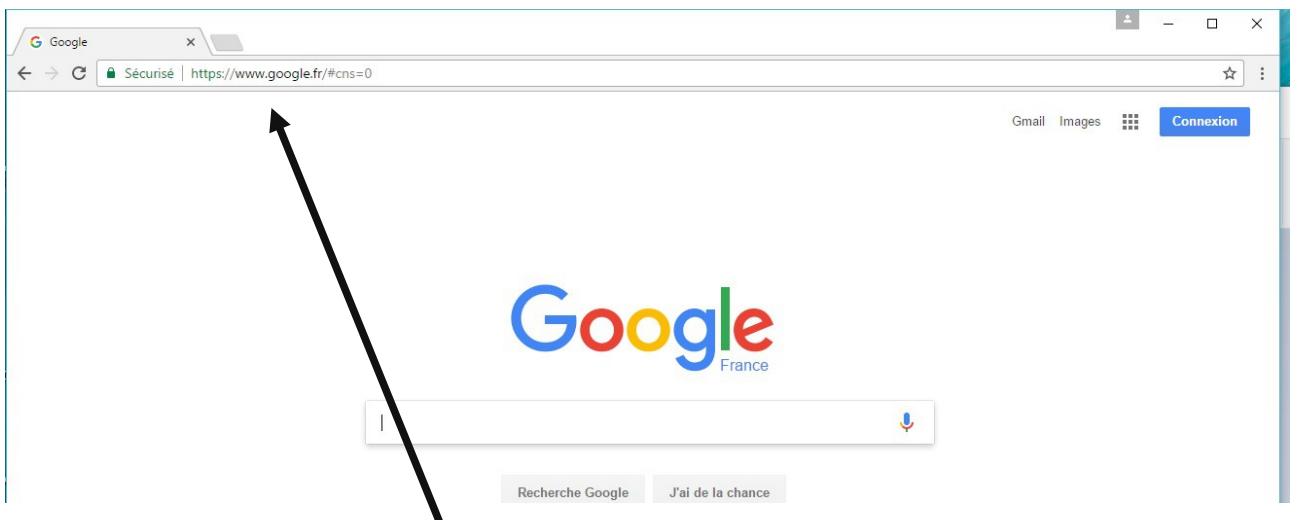 Google
Sécurisé | https://www.google.fr/#cns=0
Gmail Images Connexion
Google
France
Recherche Google J'ai de la chance